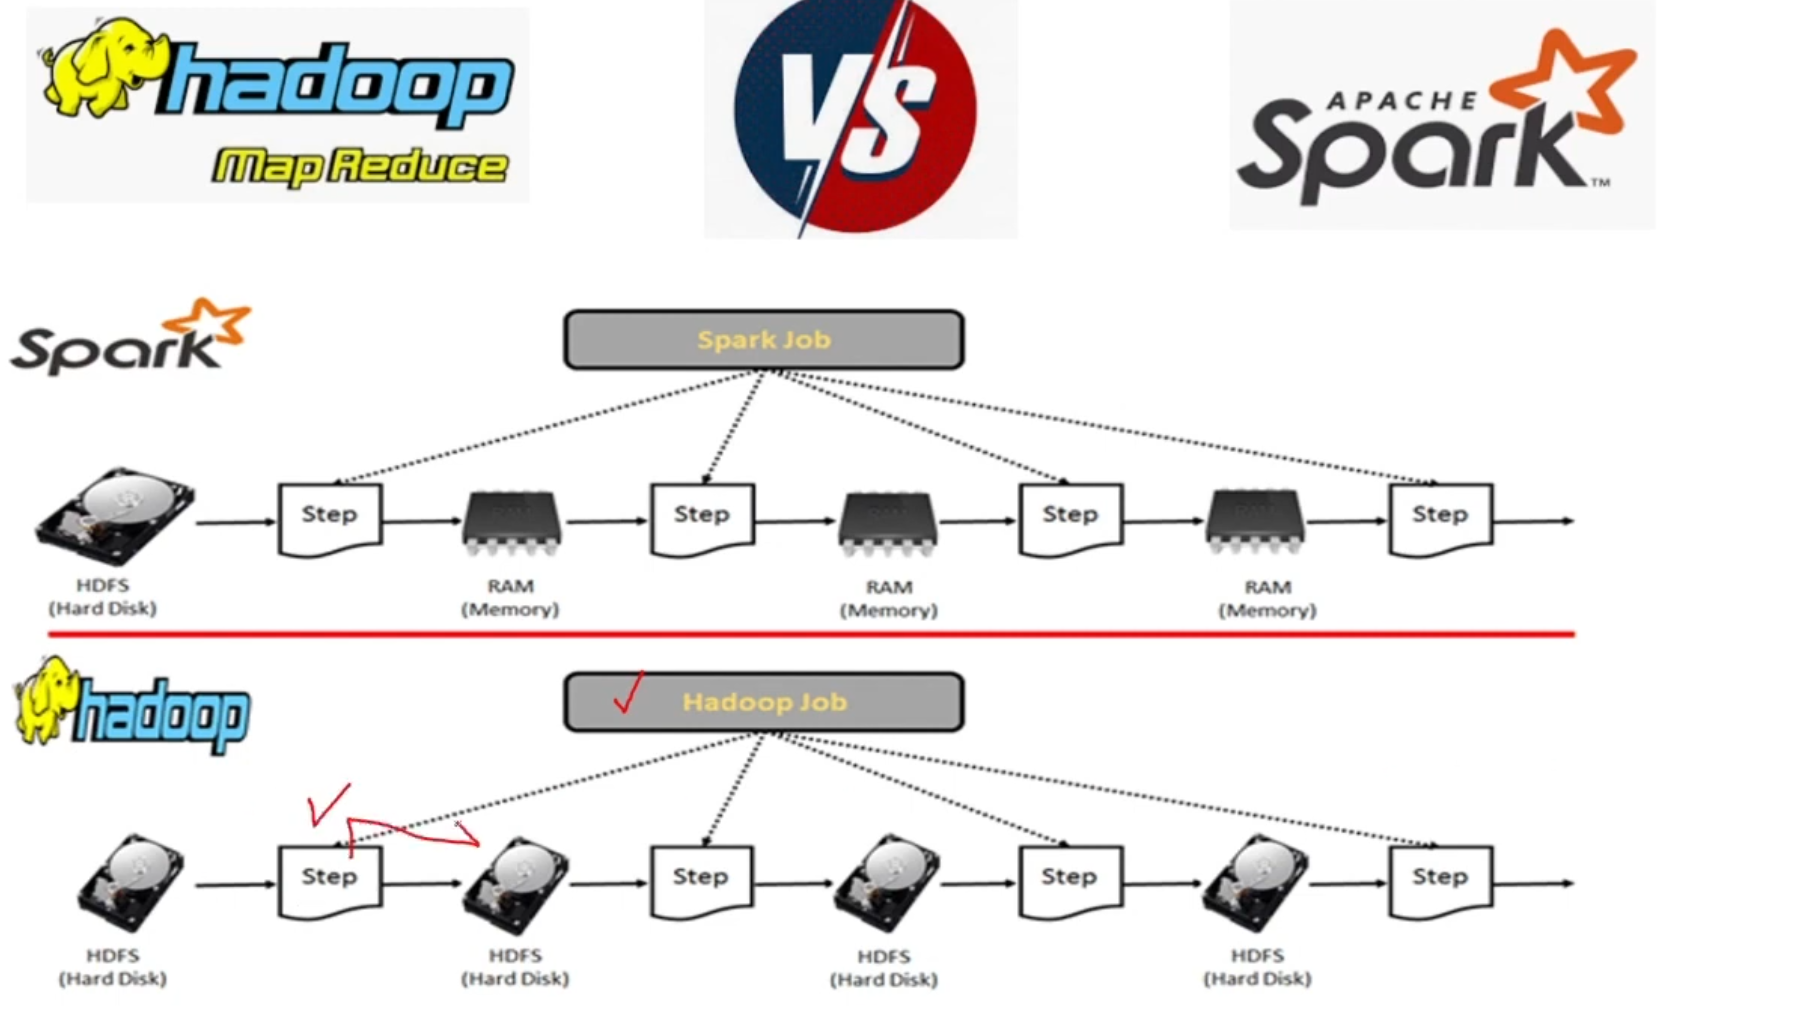 hadoop
Map Reduce
VS
APACHE
Spark™
Spark
Spark Job
Step
Step
Step
Step
HDFS
(Hard Disk)
RAM
(Memory)
RAM
(Memory)
RAM
(Memory)
hadoop
Hadoop Job
Step
Step
Step
Step
HDFS
(Hard Disk)
HDFS
(Hard Disk)
HDFS
(Hard Disk)
HDFS
(Hard Disk)